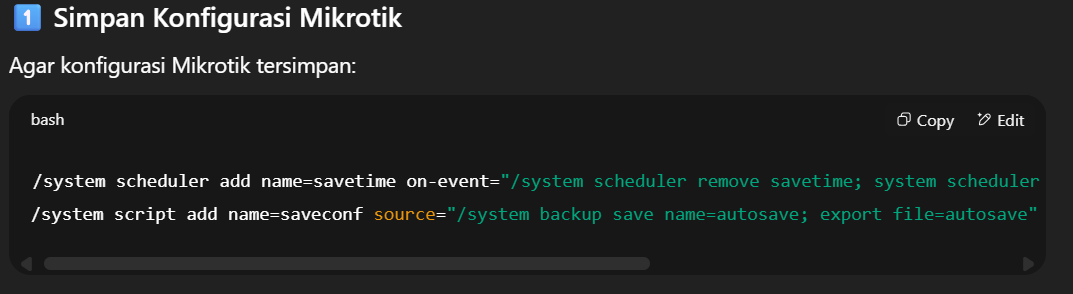 1 Simpan Konfigurasi Mikrotik
Agar konfigurasi Mikrotik tersimpan:
bash
Copy
Edit
/system scheduler add name=savetime on-event="/system scheduler remove savetime; system scheduler
/system script add name=saveconf source="/system backup save name=autosave; export file=autosave"